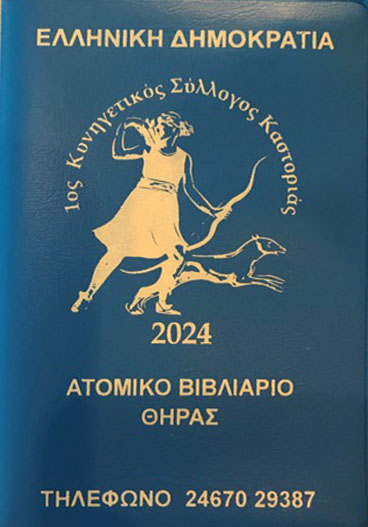 ΕΛΛΗΝΙΚΗ ΔΗΜΟΚΡΑΤΙΑ
1ος Κυνηγετικός Σύλλογος Καστοριάς
2024
ΑΤΟΜΙΚΟ ΒΙΒΛΙΑΡΙΟ
ΘΗΡΑΣ
ΤΗΛΕΦΩΝΟ 24670 29387